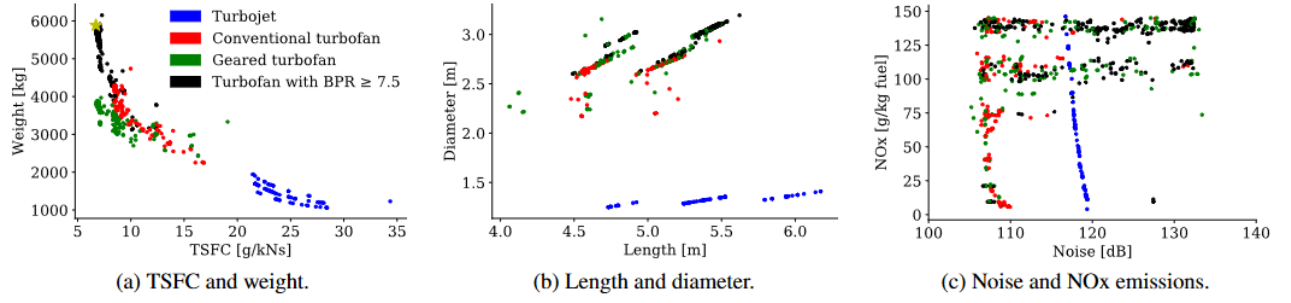 Weight [kg]
6000
5000
4000
3000
2000
1000
5
10
15
20
25
30
35
TSFC [g/kNs]
Turbojet
Conventional turbofan
Geared turbofan
Turbofan with BPR ≥ 7.5
(a) TSFC and weight.
Diameter [m]
3.0
2.5
2.0
1.5
4.0
4.5
5.0
5.5
6.0
Length [m]
(b) Length and diameter.
NOx [g/kg fuel]
150
125
100
75
50
25
0
100
110
120
130
140
Noise [dB]
(c) Noise and NOx emissions.